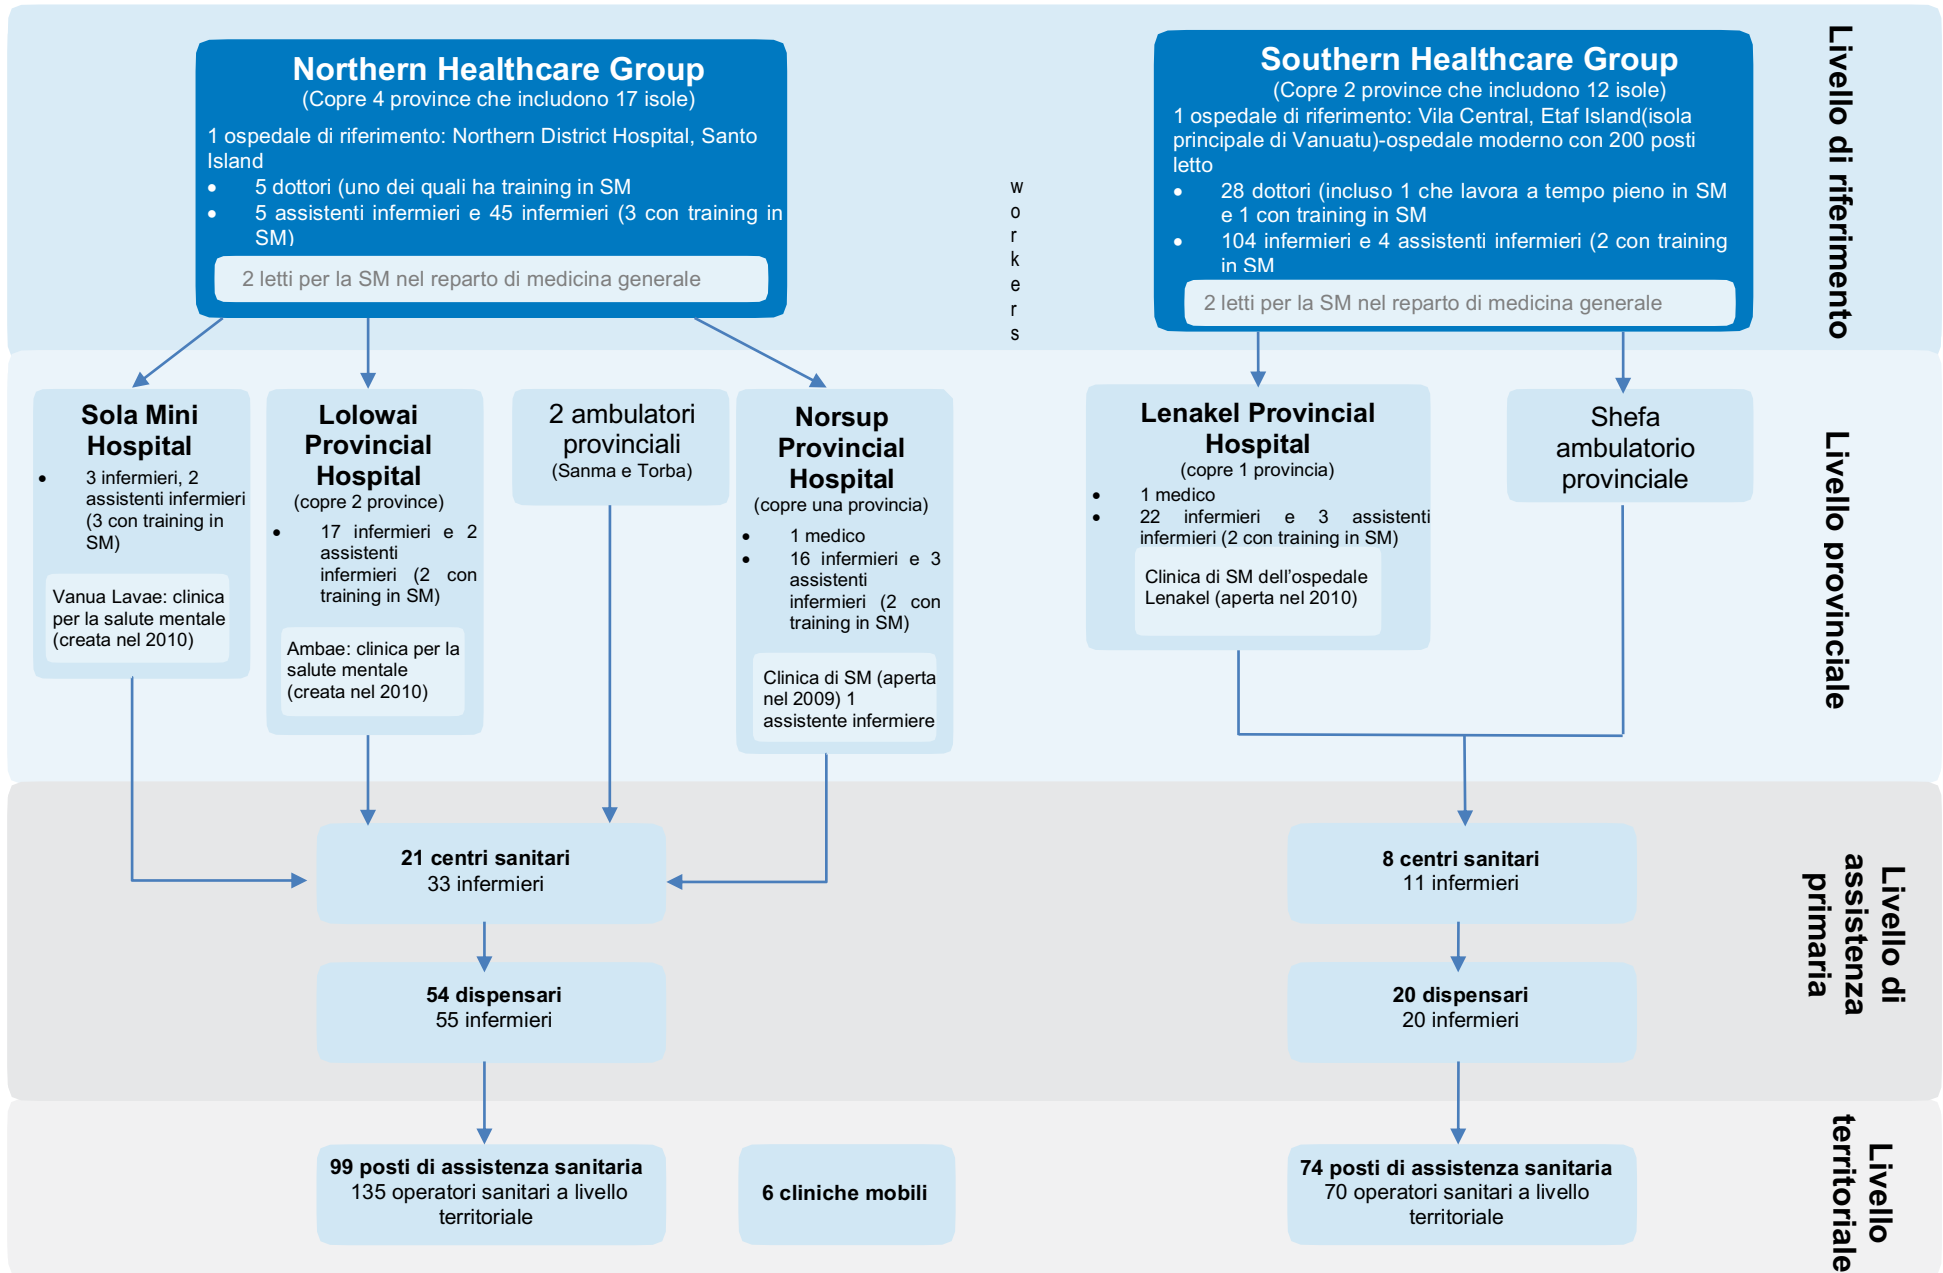 Northern Healthcare Group
(Copre 4 province che includono 17 isole)
1 ospedale di riferimento: Northern District Hospital, Santo
Island
• 5 dottori (uno dei quali ha training in SM
• 5 assistenti infermieri e 45 infermieri (3 con training in
SM)
2 letti per la SM nel reparto di medicina generale
w
o
r
k
e
r
s
Southern Healthcare Group
(Copre 2 province che includono 12 isole)
1 ospedale di riferimento: Vila Central, Etaf Island(isola
principale di Vanuatu)-ospedale moderno con 200 posti
letto
• 28 dottori (incluso 1 che lavora a tempo pieno in SM
e 1 con training in SM
• 104 infermieri e 4 assistenti infermieri (2 con training
in SM
2 letti per la SM nel reparto di medicina generale
Livello di riferimento
Sola Mini
Hospital
• 3 infermieri, 2
assistenti infermieri
(3 con training in
SM)
Vanua Lavae: clinica
per la salute mentale
(creata nel 2010)
Lolowai
Provincial
Hospital
(copre 2 province)
• 17 infermieri e 2
assistenti
infermieri (2 con
training in SM)
Ambae: clinica per la
salute mentale
(creata nel 2010)
2 ambulatori
provinciali
(Sanma e Torba)
Norsup
Provincial
Hospital
(copre una provincia)
• 1 medico
• 16 infermieri e 3
assistenti
infermieri (2 con
training in SM)
Clinica di SM (aperta
nel 2009) 1
assistente infermiere
Lenakel Provincial
Hospital
(copre 1 provincia)
• 1 medico
• 22 infermieri e 3 assistenti
infermieri (2 con training in SM)
Clinica di SM dell'ospedale
Lenakel (aperta nel 2010)
Shefa
ambulatorio
provinciale
Livello provinciale
21 centri sanitari
33 infermieri
8 centri sanitari
11 infermieri
54 dispensari
55 infermieri
20 dispensari
20 infermieri
Livello di
assistenza
primaria
99 posti di assistenza sanitaria
135 operatori sanitari a livello
territoriale
6 cliniche mobili
74 posti di assistenza sanitaria
70 operatori sanitari a livello
territoriale
Livello
territoriale